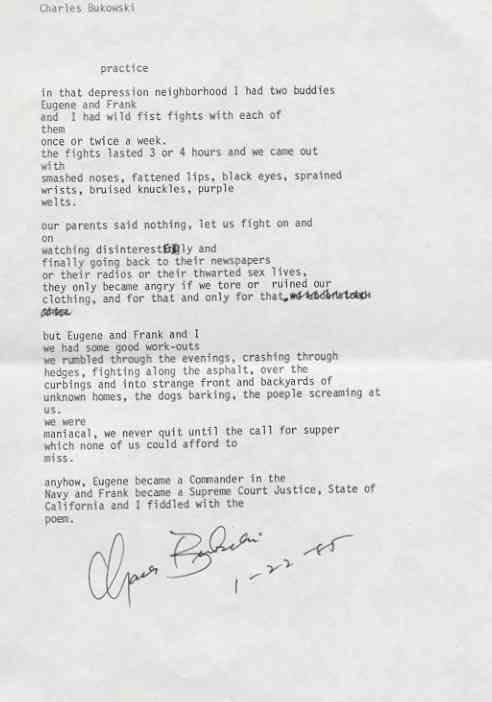 Charles Bukowski
practice
in that depression neighborhood I had two buddies
Eugene and Frank
and I had wild fist fights with each of
them
once or twice a week.
the fights lasted 3 or 4 hours and we came out
with
smashed noses, fattened lips, black eyes, sprained
wrists, bruised knuckles, purple
welts.
our parents said nothing, let us fight on and
on
watching disinterestedly and
finally going back to their newspapers
or their radios or their thwarted sex lives,
they only became angry if we tore or ruined our
clothing, and for that and only for that.
but Eugene and Frank and I
we had some good work-outs
we rumbled through the evenings, crashing through
hedges, fighting along the asphalt, over the
curbings and into strange front and backyards of
unknown homes, the dogs barking, the poeple screaming at
us.
we were
maniacal, we never quit until the call for supper
which none of us could afford to
miss.
anyhow, Eugene became a Commander in the
Navy and Frank became a Supreme Court Justice, State of
California and I fiddled with the
poem.
Charles Bukowski
1-22-85